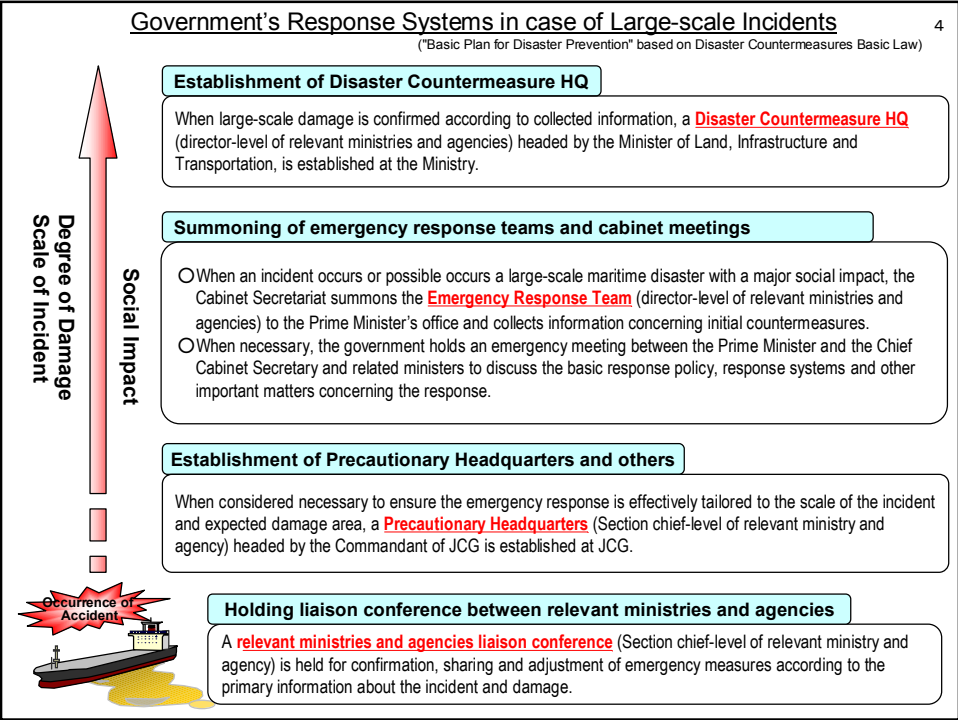 Government's Response Systems in case of Large-scale Incidents
4
("Basic Plan for Disaster Prevention" based on Disaster Countermeasures Basic Law)
Establishment of Disaster Countermeasure HQ
When large-scale damage is confirmed according to collected information, a Disaster Countermeasure HQ
(director-level of relevant ministries and agencies) headed by the Minister of Land, Infrastructure and
Transportation, is established at the Ministry.
Degree of Damage
Scale of Incident
Social Impact
Summoning of emergency response teams and cabinet meetings
○When an incident occurs or possible occurs a large-scale maritime disaster with a major social impact, the
Cabinet Secretariat summons the Emergency Response Team (director-level of relevant ministries and
agencies) to the Prime Minister's office and collects information concerning initial countermeasures.
○When necessary, the government holds an emergency meeting between the Prime Minister and the Chief
Cabinet Secretary and related ministers to discuss the basic response policy, response systems and other
important matters concerning the response.
Establishment of Precautionary Headquarters and others
When considered necessary to ensure the emergency response is effectively tailored to the scale of the incident
and expected damage area, a Precautionary Headquarters (Section chief-level of relevant ministry and
agency) headed by the Commandant of JCG is established at JCG.
Occurrence of
Accident
Holding liaison conference between relevant ministries and agencies
A relevant ministries and agencies liaison conference (Section chief-level of relevant ministry and
agency) is held for confirmation, sharing and adjustment of emergency measures according to the
primary information about the incident and damage.